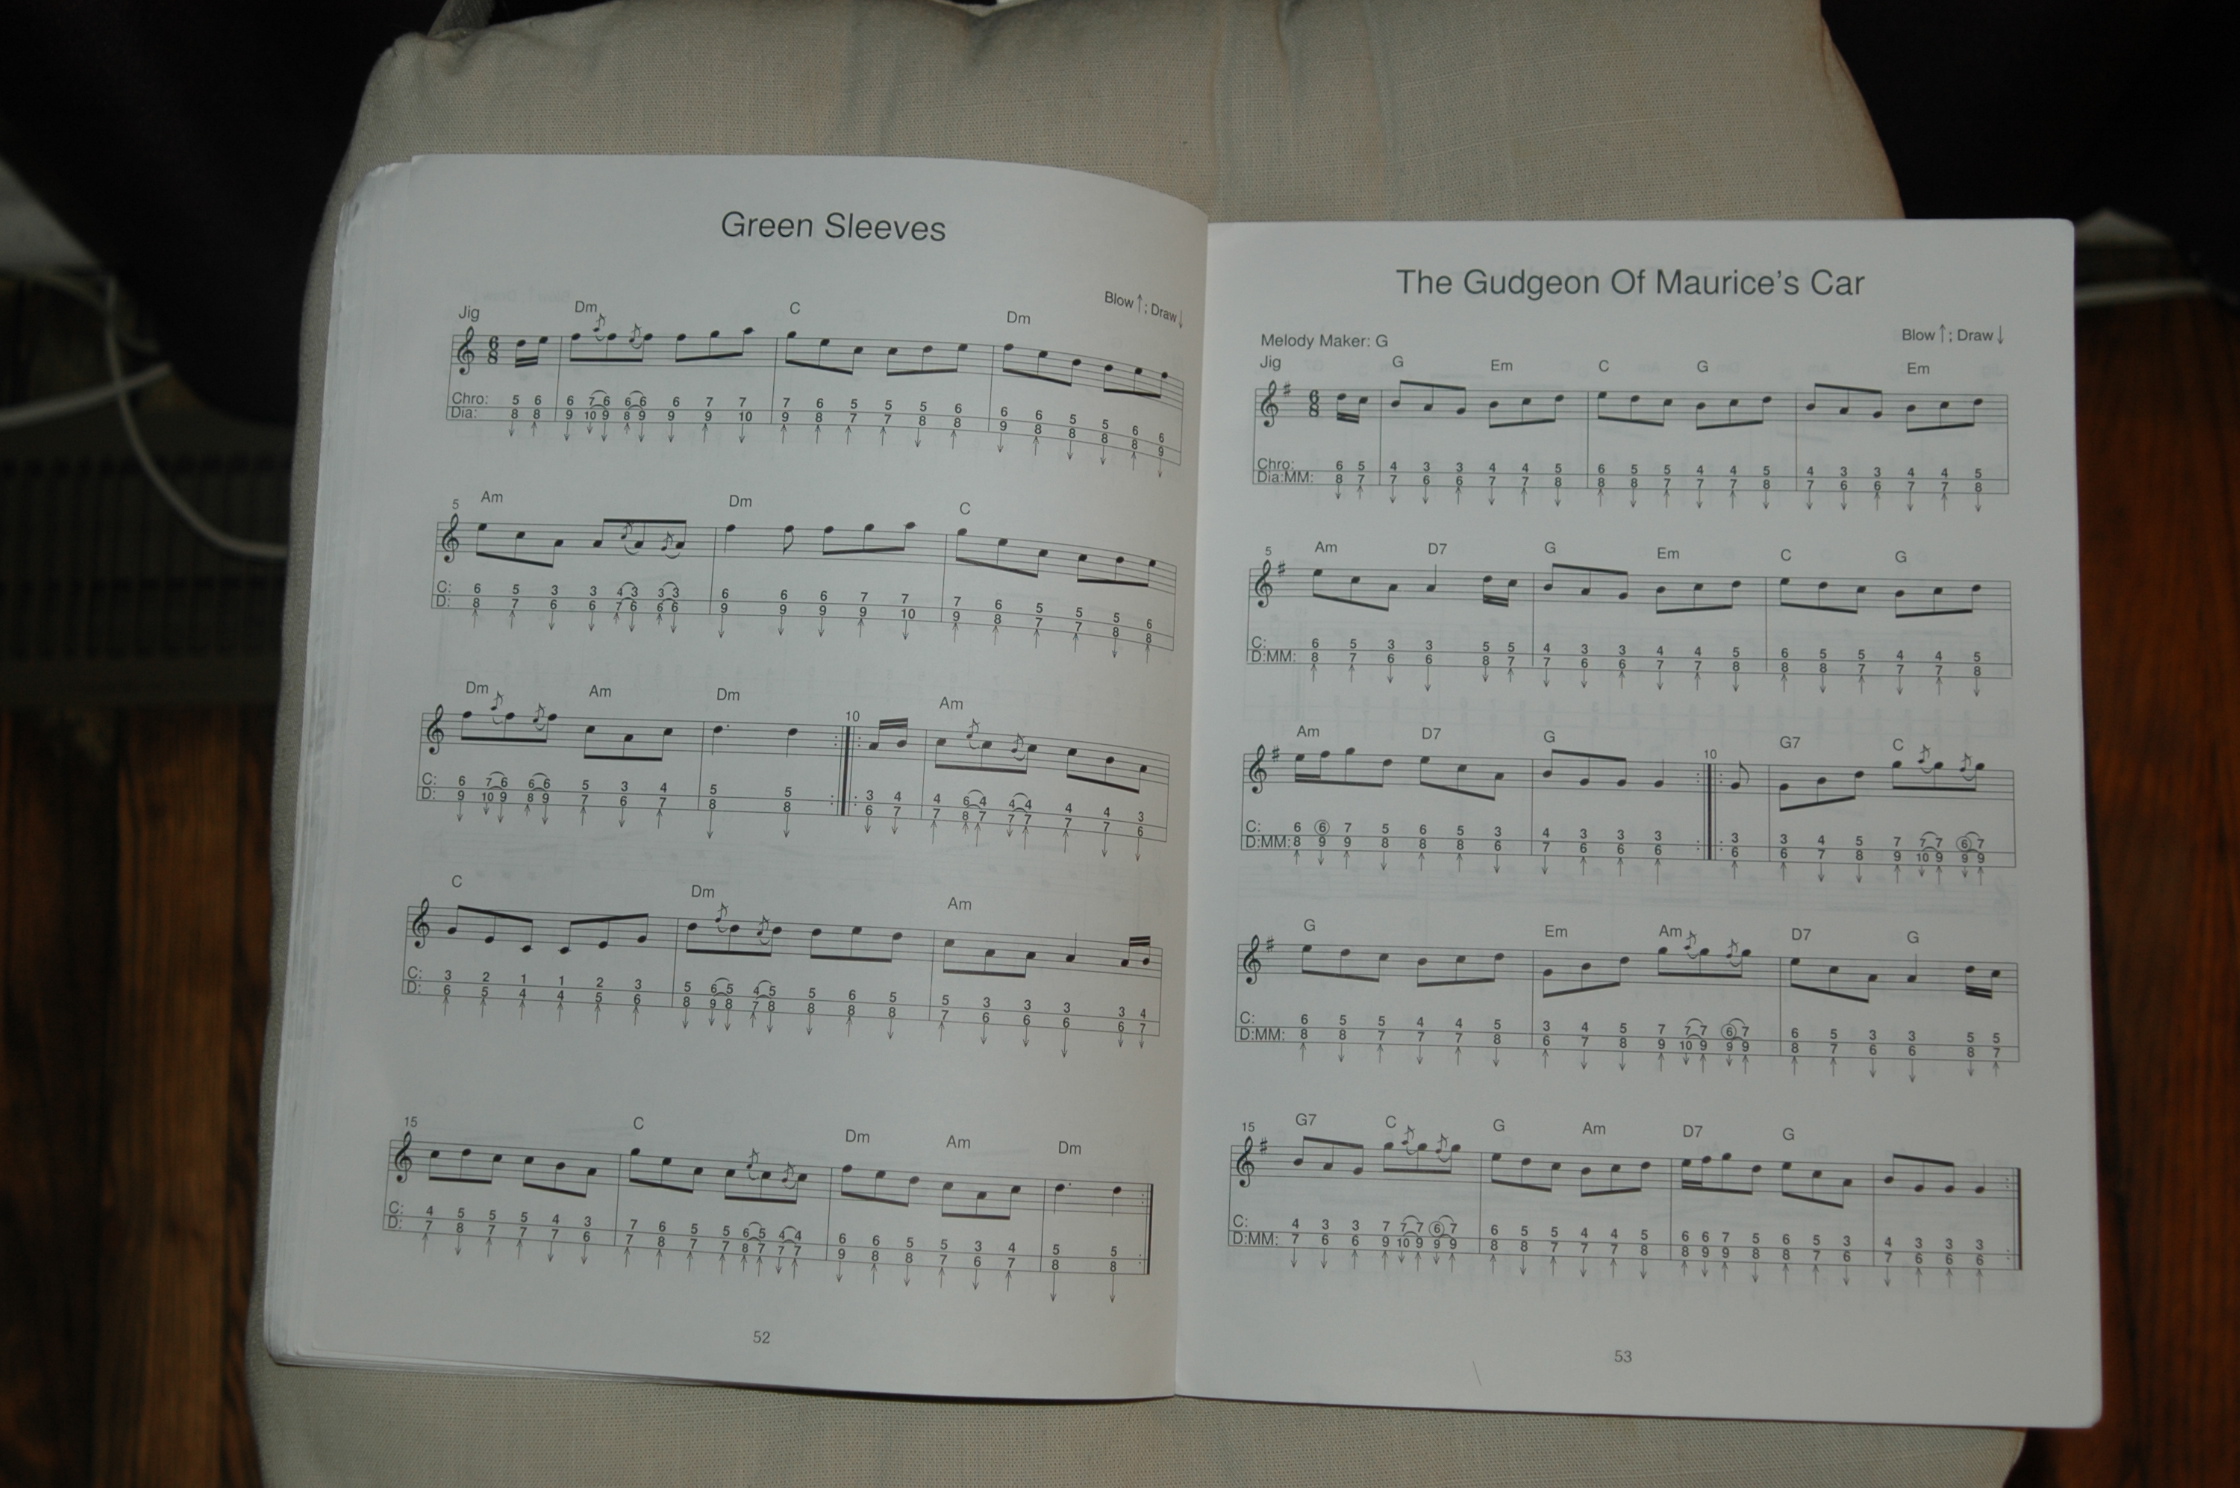 Green Sleeves
Blow ↑; Draw ↓
Jig
Dm C Dm
6
8
Chro: 5 6 6 7 6 6 6 6 7 7 7 6 5 5 5 6 6 6 5 5 6 6
Dia: 8 8 9 10 9 8 9 9 9 10 9 8 7 7 8 8 9 8 8 8 8 9
5 Am Dm C
C: 6 5 3 3 4 3 3 3 6 6 6 7 7 7 6 5 5 5 6
D: 8 7 6 6 7 6 6 6 9 9 9 9 10 9 8 7 7 8 8
Dm Am Dm 10 Am
C: 6 7 6 6 6 5 3 4 5 5 3 4 4 6 4 4 4 4 4 3
D: 9 10 9 8 9 7 6 7 8 8 6 7 7 8 7 7 7 7 7 6
C Dm Am
C: 3 2 1 1 2 3 5 6 5 4 5 5 6 5 5 3 3 3 3 4
D: 6 5 4 4 5 6 8 9 8 7 8 8 8 8 7 6 6 6 6 7
15 C Dm Am Dm
C: 4 5 5 5 4 3 7 6 5 5 6 5 4 4 6 6 5 5 3 4 5 5
D: 7 8 7 7 7 6 7 8 7 7 8 7 7 7 9 8 8 7 6 7 8 8
52
The Gudgeon Of Maurice's Car
Melody Maker: G
Blow ↑; Draw ↓
Jig
G Em C G Em
6
8
Chro: 6 5 4 3 3 4 4 5 6 5 5 4 4 5 4 3 3 4 4 5
Dia:MM: 8 7 7 6 6 7 7 8 8 8 7 7 7 8 7 6 6 7 7 8
5 Am D7 G Em C G
C: 6 5 3 3 5 5 4 3 3 4 4 5 6 5 5 4 4 5
D:MM: 8 7 6 6 8 7 7 6 6 7 7 8 8 8 7 7 7 8
Am D7 G 10 G7 C
C: 6 6 7 5 6 5 3 4 3 3 3 3 3 4 5 7 7 7 6 7
D:MM: 8 9 9 8 8 8 6 7 6 6 6 6 6 7 8 9 10 9 9 9
G Em Am D7 G
C: 6 5 5 4 4 5 3 4 5 7 7 7 6 7 6 5 3 3 5 5
D:MM: 8 8 7 7 7 8 6 7 8 9 10 9 9 9 8 7 6 6 8 7
15 G7 C G Am D7 G
C: 4 3 3 7 7 7 6 7 6 5 5 4 4 5 6 6 7 5 6 5 3 4 3 3 3
D:MM: 7 6 6 9 10 9 9 9 8 8 7 7 7 8 8 9 9 8 8 7 6 7 6 6 6
53